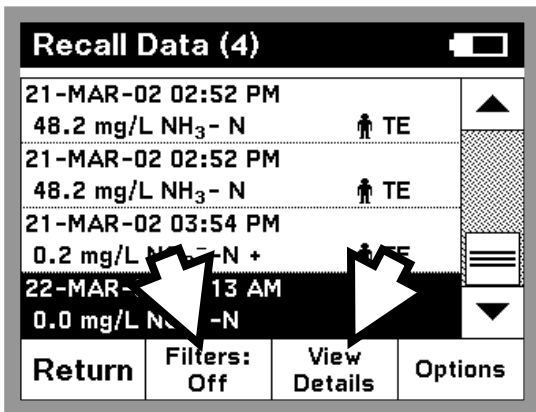 Recall Data (4)
21-MAR-02 02:52 PM
48.2 mg/L NH₃- N TE
21-MAR-02 02:52 PM
48.2 mg/L NH₃- N TE
21-MAR-02 03:54 PM
0.2 mg/L -N + TE
22-MAR- 13 AM
0.0 mg/L -N
Return
Filters:
Off
View
Details
Options